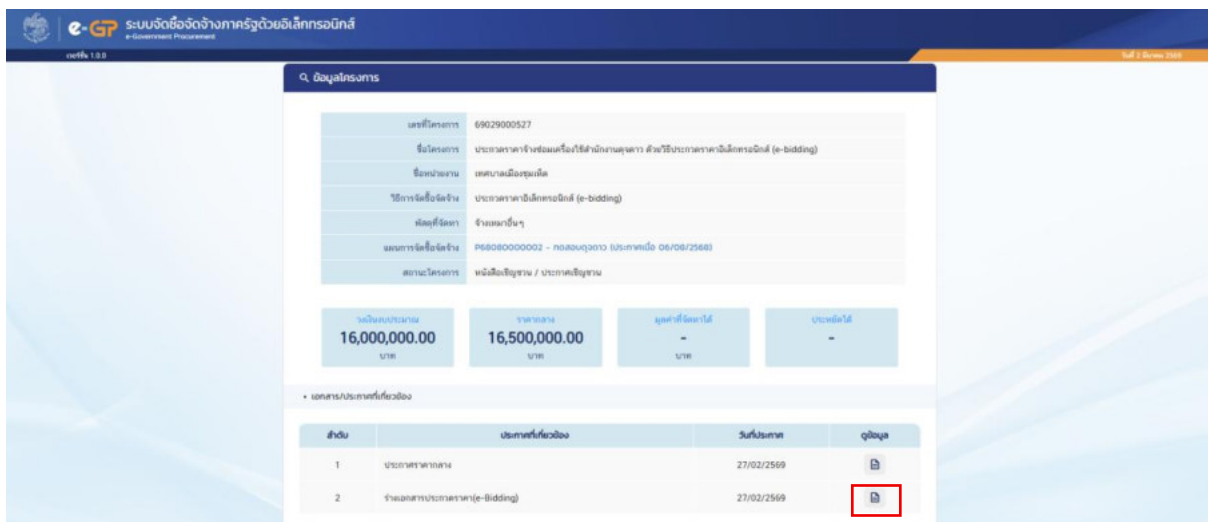 e-GP ระบบจัดซื้อจัดจ้างภาครัฐด้วยอิเล็กทรอนิกส์
e-Government Procurement
เวอร์ชัน 1.0.0
วันที่ 2 มีนาคม 2569
ข้อมูลโครงการ
เลขที่โครงการ 69029000527
ชื่อโครงการ ประกวดราคาจ้างซ่อมเครื่องใช้สำนักงานดุจดาว ด้วยวิธีประกวดราคาอิเล็กทรอนิกส์ (e-bidding)
ชื่อหน่วยงาน เทศบาลเมืองชุมเห็ด
วิธีการจัดซื้อจัดจ้าง ประกวดราคาอิเล็กทรอนิกส์ (e-bidding)
พัสดุที่จัดหา จ้างเหมาอื่นๆ
แผนการจัดซื้อจัดจ้าง P68080000002 - ทดสอบดุจดาว (ประกาศเมื่อ 06/08/2568)
สถานะโครงการ หนังสือเชิญชวน / ประกาศเชิญชวน
วงเงินงบประมาณ ราคากลาง มูลค่าที่จัดหาได้ ประหยัดได้
16,000,000.00 16,500,000.00 - -
บาท บาท บาท
• เอกสาร/ประกาศที่เกี่ยวข้อง
ลำดับ ประกาศที่เกี่ยวข้อง วันที่ประกาศ ดูข้อมูล
1 ประกาศราคากลาง 27/02/2569
2 ร่างเอกสารประกวดราคา(e-Bidding) 27/02/2569